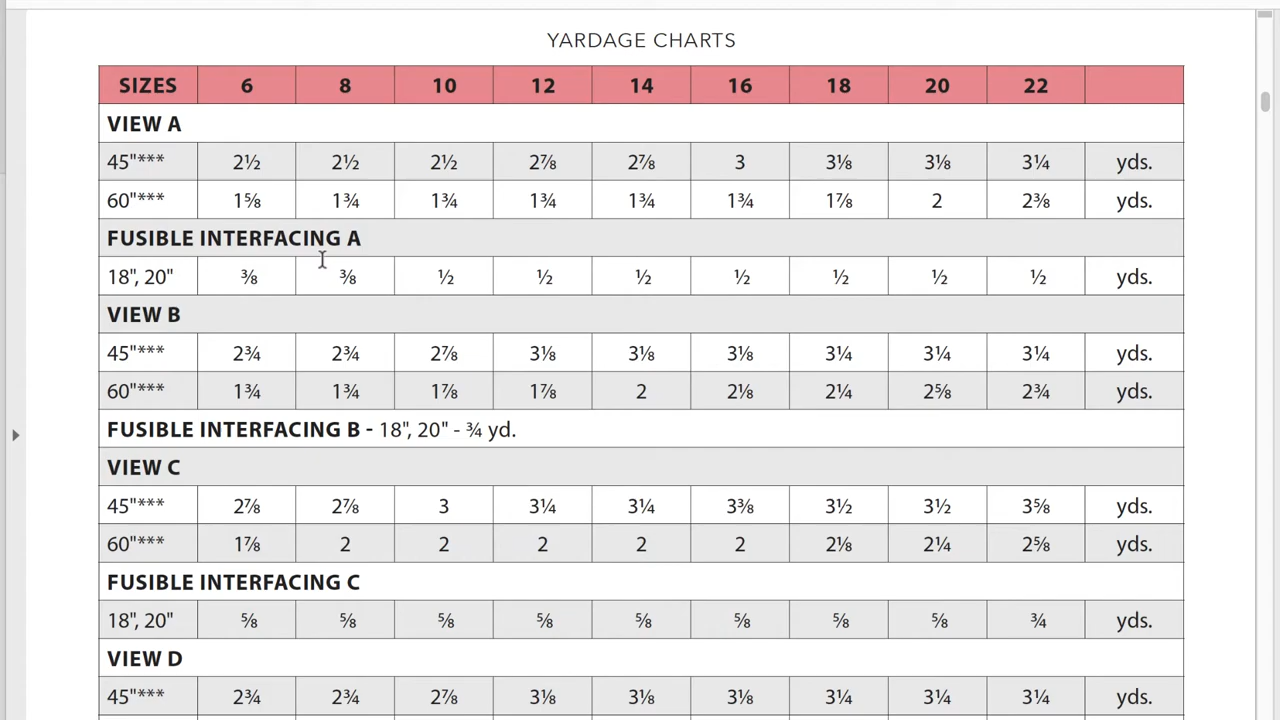 YARDAGE CHARTS
SIZES 6 8 10 12 14 16 18 20 22
VIEW A
45"*** 2½ 2½ 2½ 2⅞ 2⅞ 3 3⅛ 3⅛ 3¼ yds.
60"*** 1⅝ 1¾ 1¾ 1¾ 1¾ 1¾ 1⅞ 2 2⅜ yds.
FUSIBLE INTERFACING A
18", 20" ⅜ ⅜ ½ ½ ½ ½ ½ ½ ½ yds.
VIEW B
45"*** 2¾ 2¾ 2⅞ 3⅛ 3⅛ 3⅛ 3¼ 3¼ 3¼ yds.
60"*** 1¾ 1¾ 1⅞ 1⅞ 2 2⅛ 2¼ 2⅝ 2¾ yds.
FUSIBLE INTERFACING B - 18", 20" - ¾ yd.
VIEW C
45"*** 2⅞ 2⅞ 3 3¼ 3¼ 3⅜ 3½ 3½ 3⅝ yds.
60"*** 1⅞ 2 2 2 2 2 2⅛ 2¼ 2⅝ yds.
FUSIBLE INTERFACING C
18", 20" ⅝ ⅝ ⅝ ⅝ ⅝ ⅝ ⅝ ⅝ ¾ yds.
VIEW D
45"*** 2¾ 2¾ 2⅞ 3⅛ 3⅛ 3⅛ 3¼ 3¼ 3¼ yds.